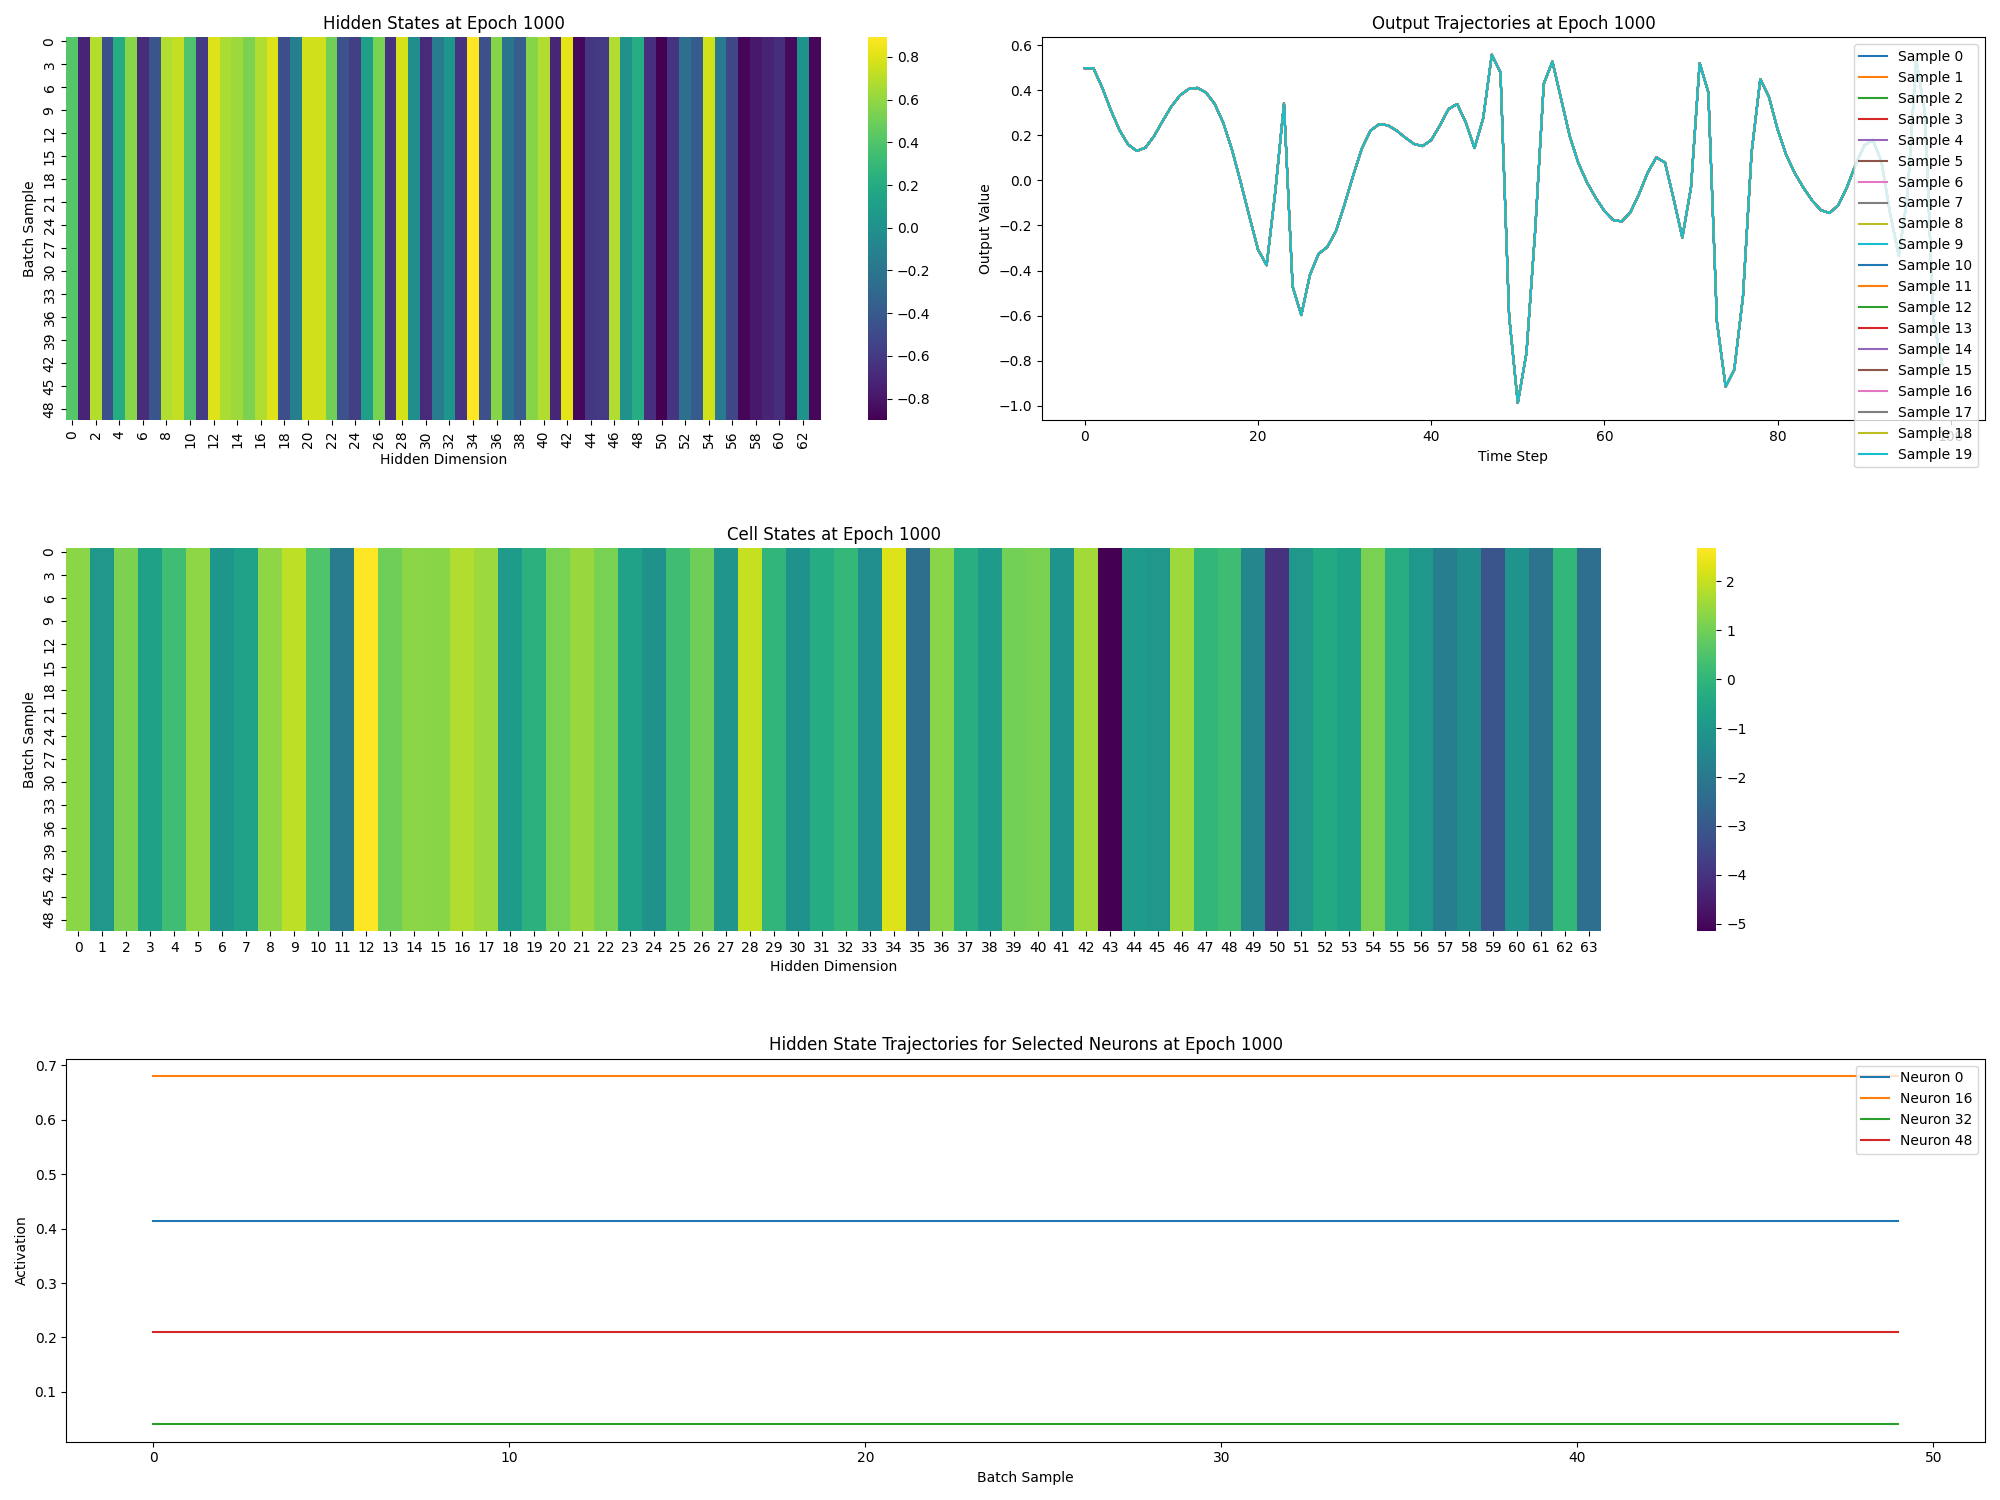 Hidden States at Epoch 1000
Batch Sample
0
3
6
9
12
15
18
21
24
27
30
33
36
39
42
45
48
0 2 4 6 8 10 12 14 16 18 20 22 24 26 28 30 32 34 36 38 40 42 44 46 48 50 52 54 56 58 60 62
Hidden Dimension
0.8
0.6
0.4
0.2
0.0
−0.2
−0.4
−0.6
−0.8
Output Trajectories at Epoch 1000
Output Value
0.6
0.4
0.2
0.0
−0.2
−0.4
−0.6
−0.8
−1.0
0 20 40 60 80 100
Time Step
Sample 0
Sample 1
Sample 2
Sample 3
Sample 4
Sample 5
Sample 6
Sample 7
Sample 8
Sample 9
Sample 10
Sample 11
Sample 12
Sample 13
Sample 14
Sample 15
Sample 16
Sample 17
Sample 18
Sample 19
Cell States at Epoch 1000
Batch Sample
0
3
6
9
12
15
18
21
24
27
30
33
36
39
42
45
48
0 1 2 3 4 5 6 7 8 9 10 11 12 13 14 15 16 17 18 19 20 21 22 23 24 25 26 27 28 29 30 31 32 33 34 35 36 37 38 39 40 41 42 43 44 45 46 47 48 49 50 51 52 53 54 55 56 57 58 59 60 61 62 63
Hidden Dimension
2
1
0
−1
−2
−3
−4
−5
Hidden State Trajectories for Selected Neurons at Epoch 1000
Activation
0.7
0.6
0.5
0.4
0.3
0.2
0.1
0 10 20 30 40 50
Batch Sample
Neuron 0
Neuron 16
Neuron 32
Neuron 48